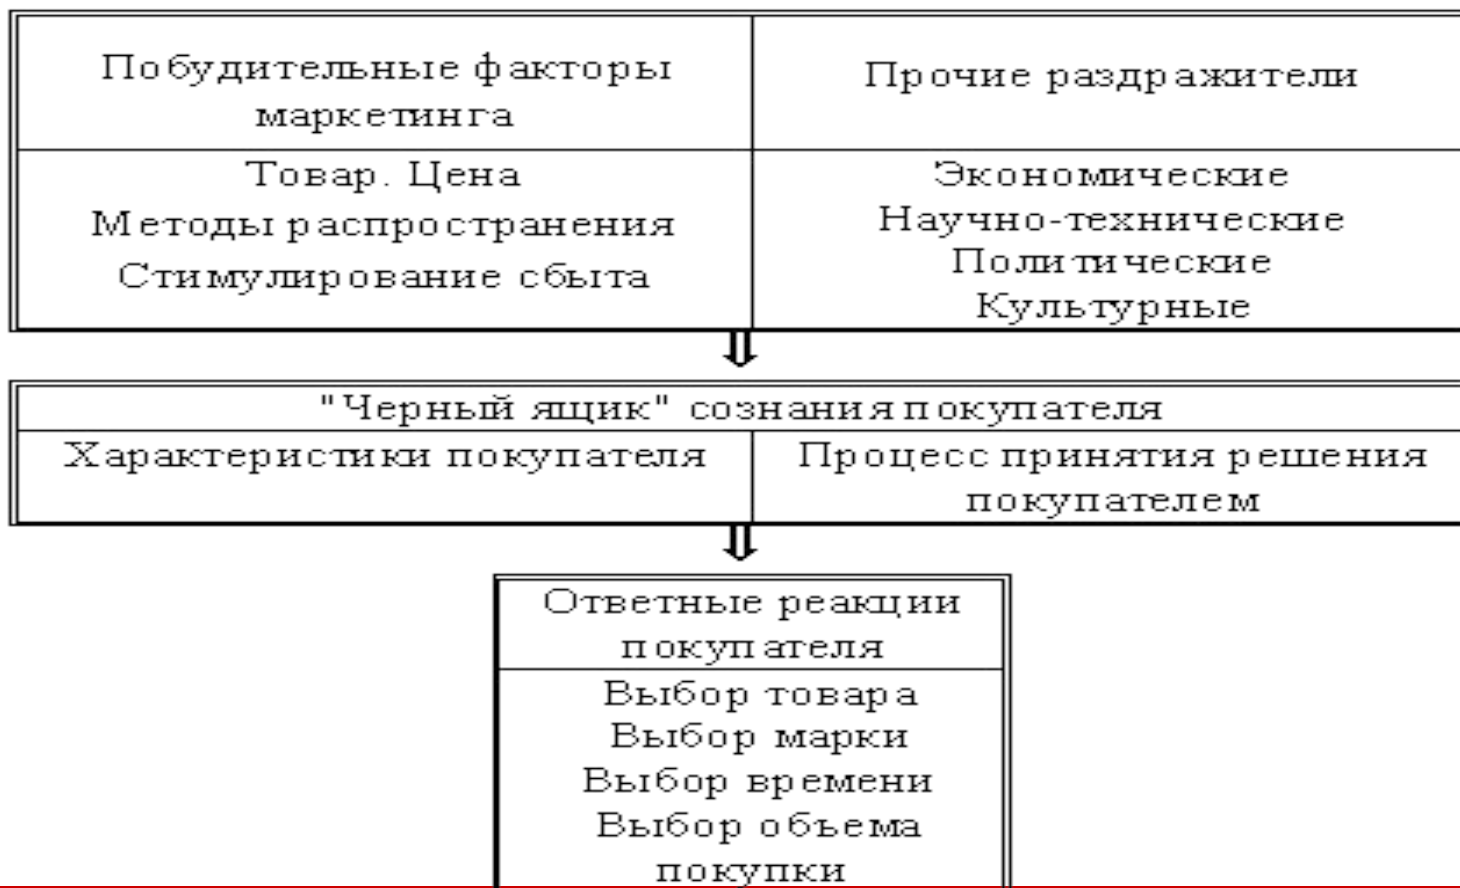 Побудительные факторы
маркетинга
Прочие раздражители
Товар. Цена
Методы распространения
Стимулирование сбыта
Экономические
Научно-технические
Политические
Культурные
"Черный ящик" сознания покупателя
Характеристики покупателя
Процесс принятия решения
покупателем
Ответные реакции
покупателя
Выбор товара
Выбор марки
Выбор времени
Выбор объема
покупки